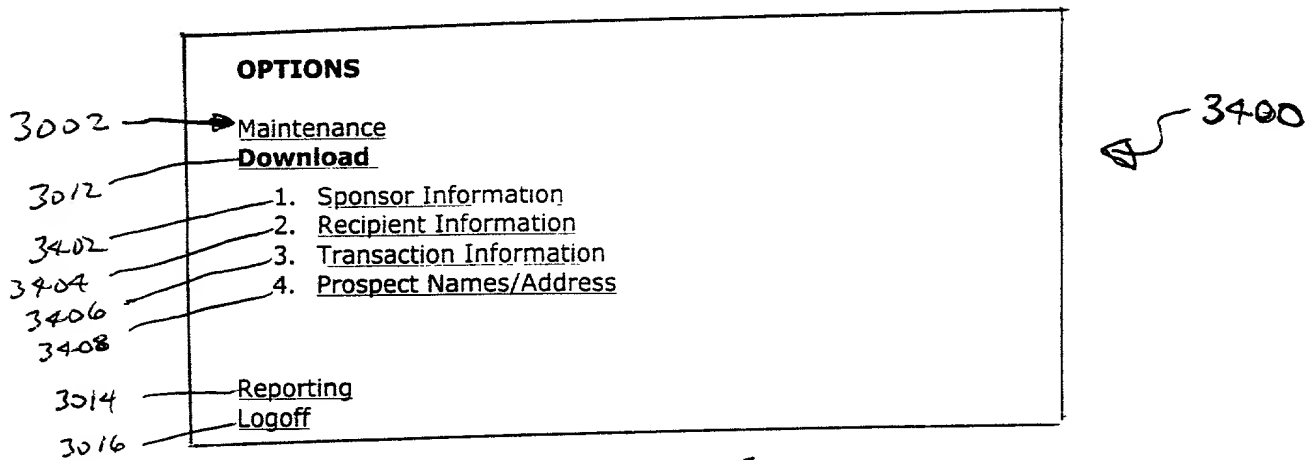 OPTIONS
3002 Maintenance
3400
3012 Download
3402 1. Sponsor Information
3404 2. Recipient Information
3406 3. Transaction Information
3408 4. Prospect Names/Address
3014 Reporting
3016 Logoff